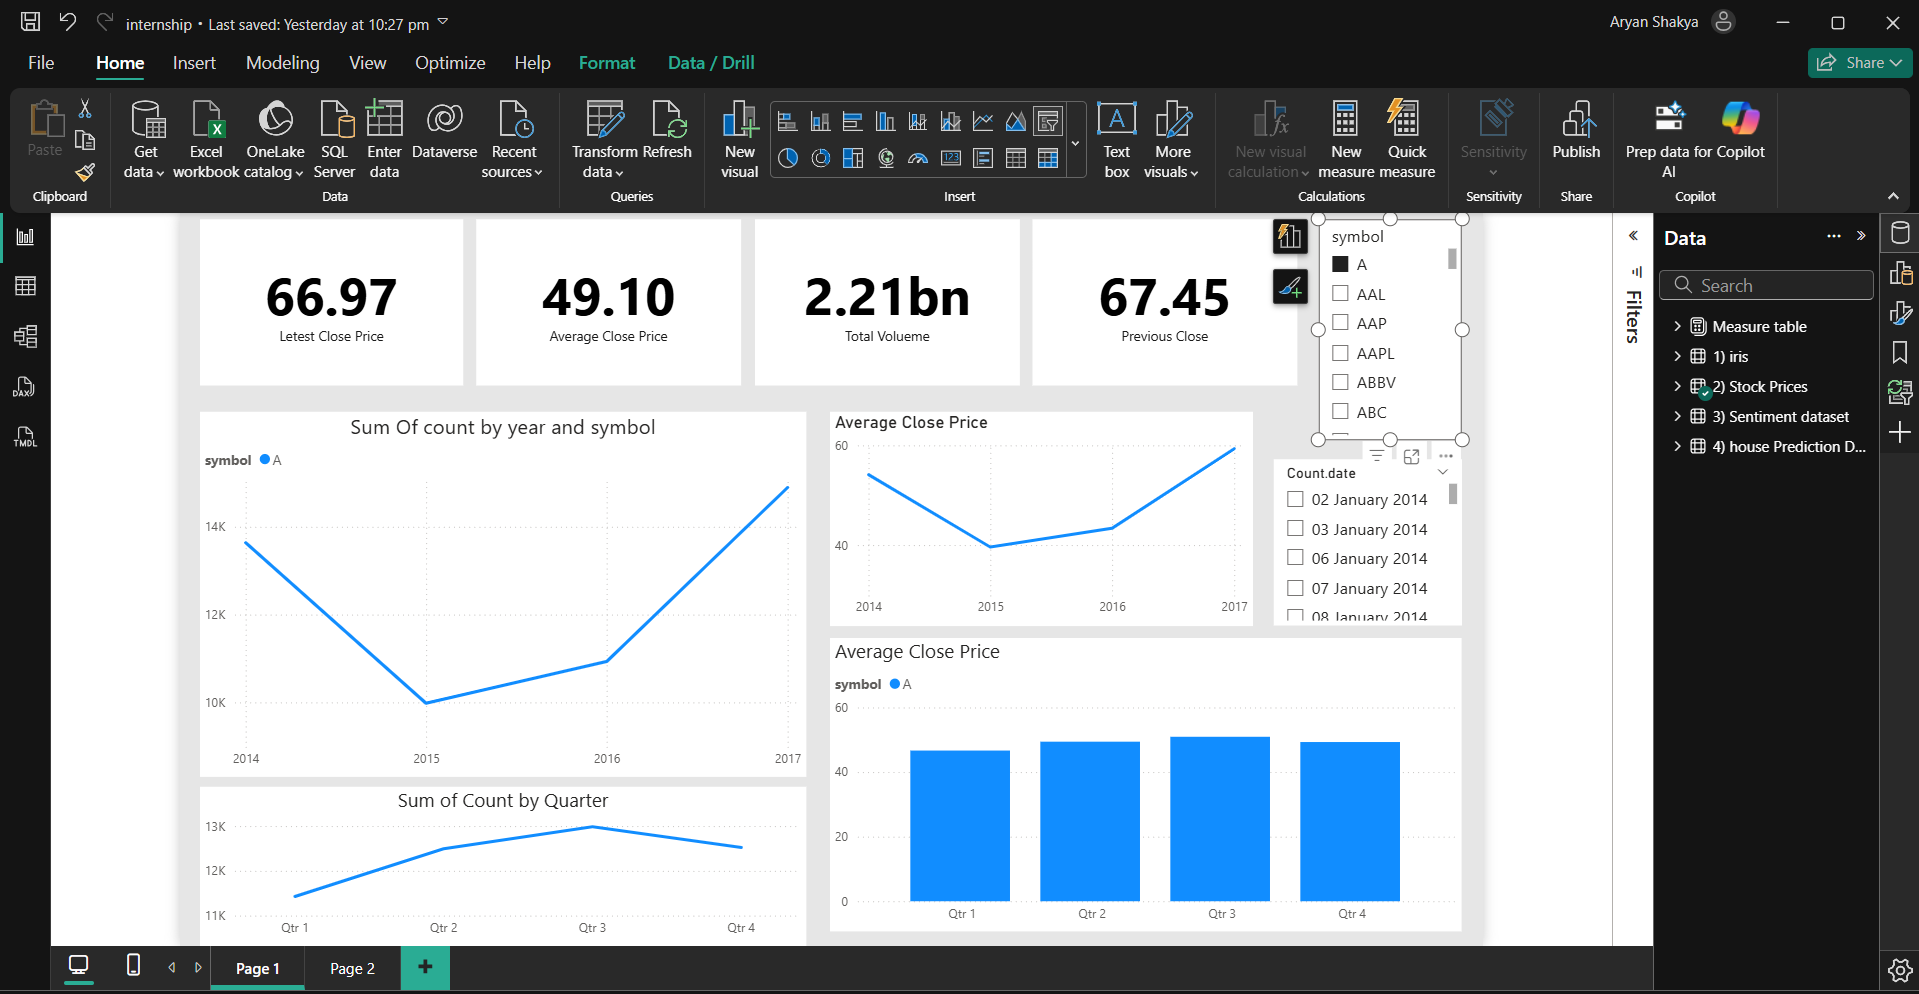 internship • Last saved: Yesterday at 10:27 pm
Aryan Shakya
File Home Insert Modeling View Optimize Help Format Data / Drill
Share
Paste
Clipboard
Get data
Excel workbook
OneLake catalog
SQL Server
Enter data
Dataverse
Recent sources
Data
Transform data
Refresh
Queries
New visual
Text box
More visuals
Insert
New visual calculation
New measure
Quick measure
Calculations
Sensitivity
Sensitivity
Publish
Share
Prep data for AI
Copilot
Copilot
DAX
TMDL
66.97
Letest Close Price
49.10
Average Close Price
2.21bn
Total Volueme
67.45
Previous Close
symbol
A
AAL
AAP
AAPL
ABBV
ABC
Sum Of count by year and symbol
symbol A
14K
12K
10K
2014 2015 2016 2017
Average Close Price
60
40
2014 2015 2016 2017
Count.date
02 January 2014
03 January 2014
06 January 2014
07 January 2014
08 January 2014
Sum of Count by Quarter
13K
12K
11K
Qtr 1 Qtr 2 Qtr 3 Qtr 4
Average Close Price
symbol A
60
40
20
0
Qtr 1 Qtr 2 Qtr 3 Qtr 4
Filters
Data
Search
Measure table
1) iris
2) Stock Prices
3) Sentiment dataset
4) house Prediction D...
Page 1
Page 2